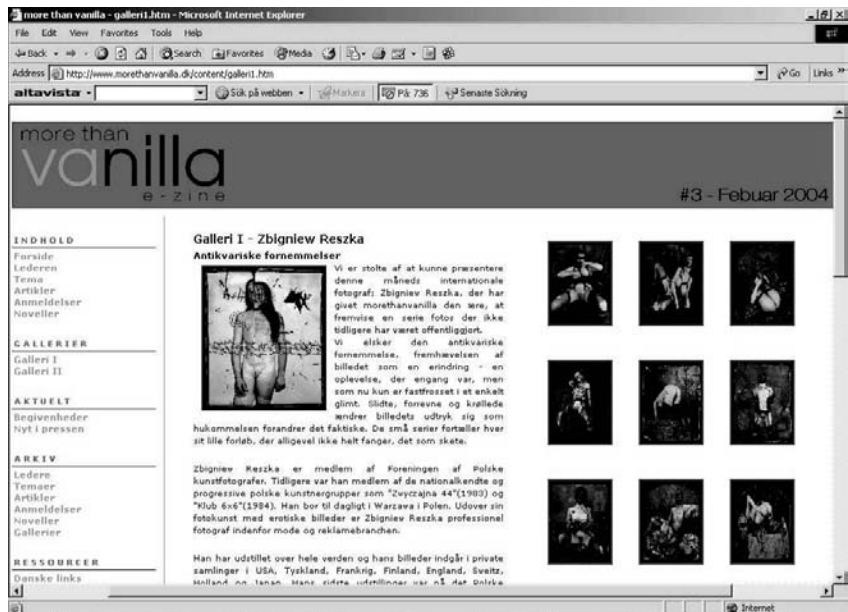 more than vanilla - galleri1.htm - Microsoft Internet Explorer
File Edit View Favorites Tools Help
Back Search Favorites Media
Address http://www.morethanvanilla.dk/content/galleri1.htm Go Links
altavista Sök på webben Markera På: 736 Senaste Sökning
more than
vanilla
e-zine
#3 - Febuar 2004
INDHOLD
Forside
Lederen
Tema
Artikler
Anmeldelser
Noveller
GALLERIER
Galleri I
Galleri II
AKTUELT
Begivenheder
Nyt i pressen
ARKIV
Ledere
Temaer
Artikler
Anmeldelser
Noveller
Gallerier
RESSOURCER
Danske links
Galleri I - Zbigniew Reszka
Antikvariske fornemmelser
Vi er stolte af at kunne præsentere
denne måneds internationale
fotograf: Zbigniew Reszka, der har
givet morethanvanilla den ære, at
fremvise en serie fotos der ikke
tidligere har været offentliggjort.
Vi elsker den antikvariske
fornemmelse, fremhævelsen af
billedet som en erindring - en
oplevelse, der engang var, men
som nu kun er fastfrosset i et enkelt
glimt. Slidte, forrevne og krøllede
ændrer billedets udtryk sig som
hukommelsen forandrer det faktiske. De små serier fortæller hver
sit lille forløb, der alligevel ikke helt fanger, det som skete.
Zbigniew Reszka er medlem af Foreningen af Polske
kunstfotografer. Tidligere var han medlem af de nationalkendte og
progressive polske kunstnergrupper som "Zwyczajna 44"(1983) og
"Klub 6x6"(1984). Han bor til dagligt i Warzawa i Polen. Udover sin
fotokunst med erotiske billeder er Zbigniew Reszka professionel
fotograf indenfor mode og reklamebranchen.
Han har udstillet over hele verden og hans billeder indgår i private
samlinger i USA, Tyskland, Frankrig, Finland, England, Sveitz,
Holland og Japan. Hans sidste udstillinger var på det Polske
Internet